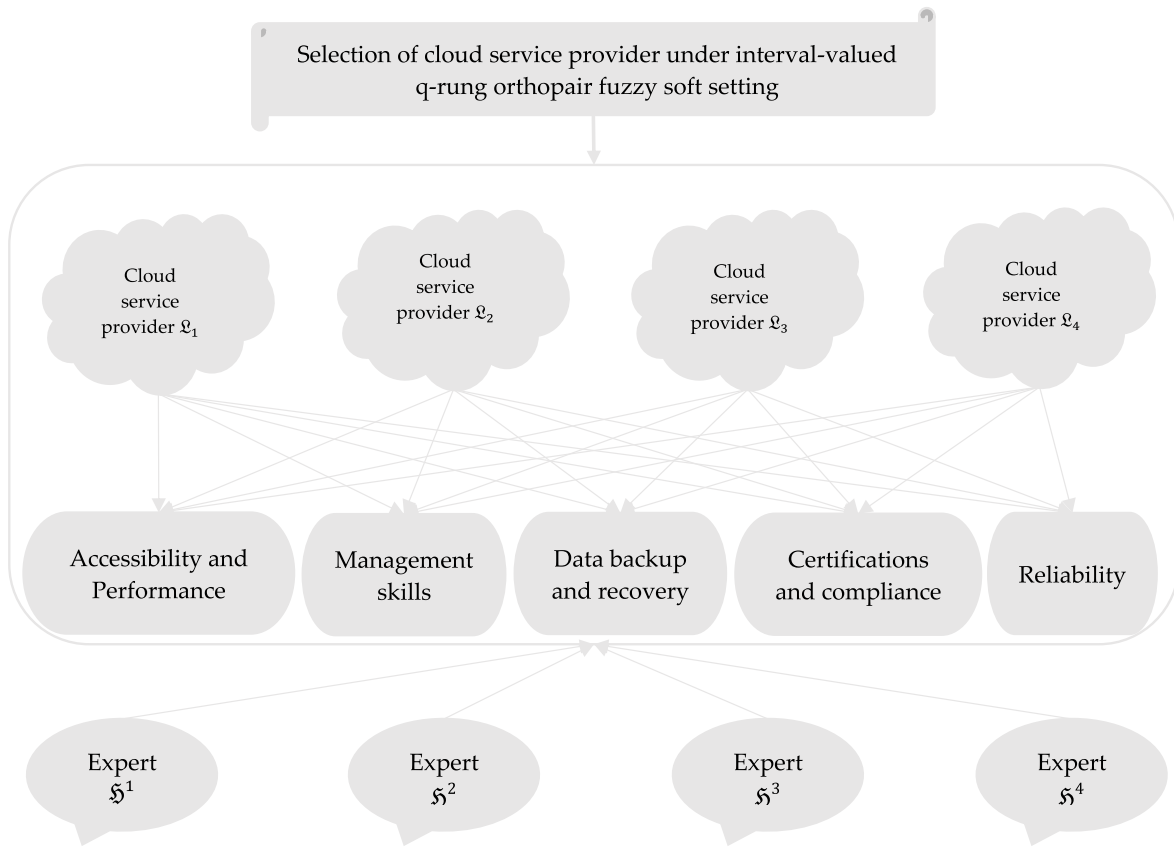 Selection of cloud service provider under interval-valued
q-rung orthopair fuzzy soft setting
Cloud
service
provider 𝔏₁
Cloud
service
provider 𝔏₂
Cloud
service
provider 𝔏₃
Cloud
service
provider 𝔏₄
Accessibility and
Performance
Management
skills
Data backup
and recovery
Certifications
and compliance
Reliability
Expert
ℌ¹
Expert
ℌ²
Expert
ℌ³
Expert
ℌ⁴